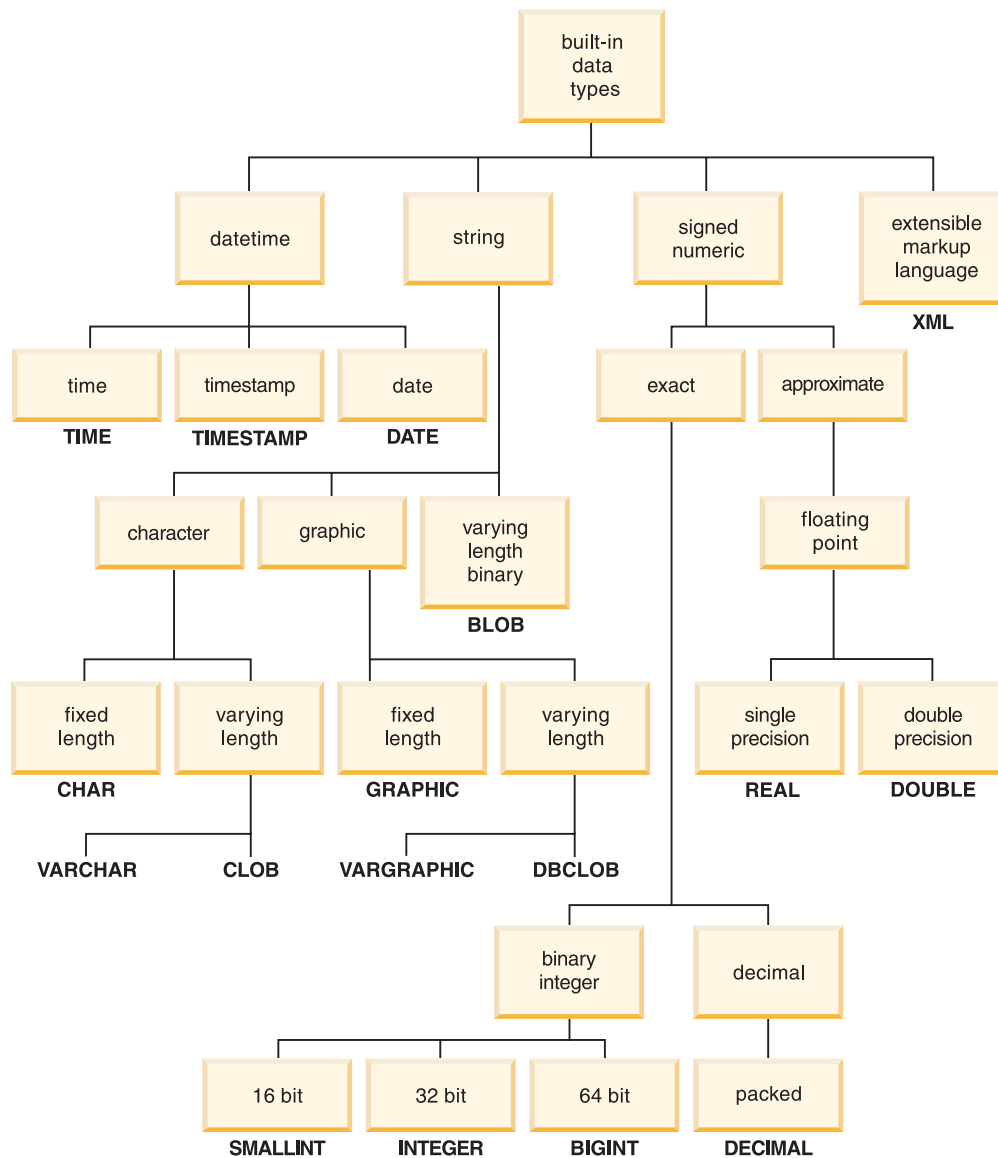 built-in
data
types
datetime
string
signed
numeric
extensible
markup
language
XML
time
timestamp
date
exact
approximate
TIME
TIMESTAMP
DATE
character
graphic
varying
length
binary
floating
point
BLOB
fixed
length
varying
length
fixed
length
varying
length
single
precision
double
precision
CHAR
GRAPHIC
REAL
DOUBLE
VARCHAR
CLOB
VARGRAPHIC
DBCLOB
binary
integer
decimal
16 bit
32 bit
64 bit
packed
SMALLINT
INTEGER
BIGINT
DECIMAL